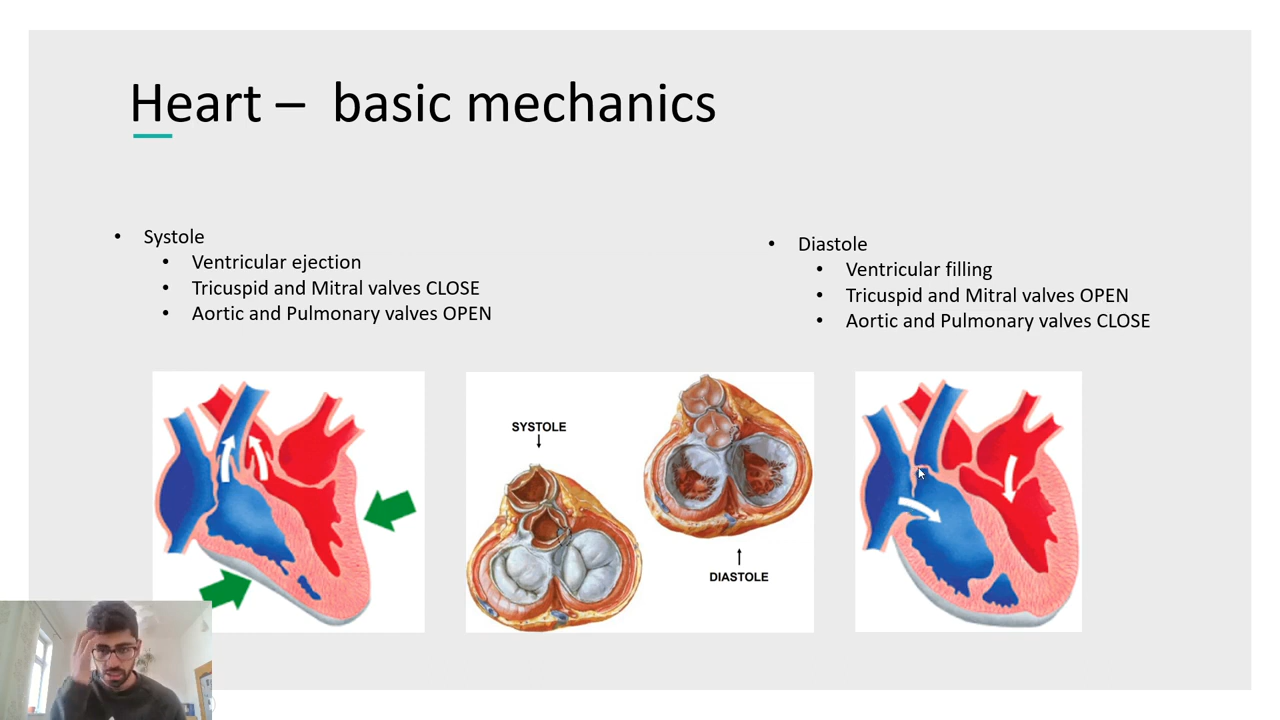 Heart – basic mechanics
• Systole
• Ventricular ejection
• Tricuspid and Mitral valves CLOSE
• Aortic and Pulmonary valves OPEN
• Diastole
• Ventricular filling
• Tricuspid and Mitral valves OPEN
• Aortic and Pulmonary valves CLOSE
SYSTOLE
DIASTOLE